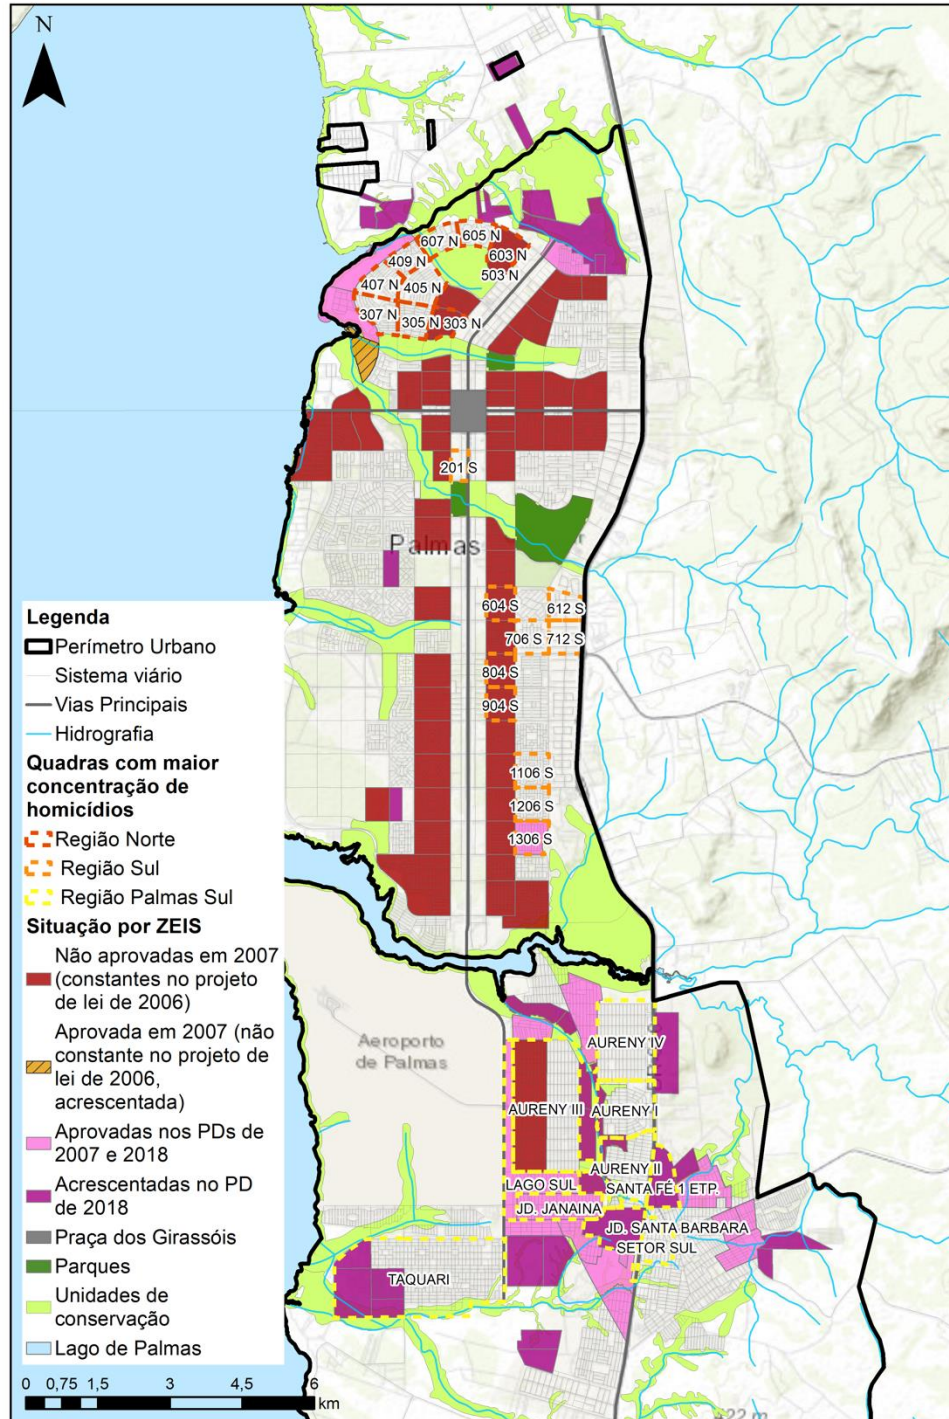 N
607 N
605 N
603 N
503 N
409 N
407 N
405 N
307 N
305 N
303 N
201 S
Palmas
604 S
612 S
706 S
712 S
804 S
904 S
1106 S
1206 S
1306 S
Aeroporto
de Palmas
AURENY IV
AURENY III
AURENY I
AURENY II
LAGO SUL
SANTA FÉ 1 ETP.
JD. JANAINA
JD. SANTA BARBARA
SETOR SUL
TAQUARI
Legenda
Perímetro Urbano
Sistema viário
Vias Principais
Hidrografia
Quadras com maior
concentração de
homicídios
Região Norte
Região Sul
Região Palmas Sul
Situação por ZEIS
Não aprovadas em 2007
(constantes no projeto
de lei de 2006)
Aprovada em 2007 (não
constante no projeto de
lei de 2006,
acrescentada)
Aprovadas nos PDs de
2007 e 2018
Acrescentadas no PD
de 2018
Praça dos Girassóis
Parques
Unidades de
conservação
Lago de Palmas
0 0,75 1,5 3 4,5 6
km
422 m